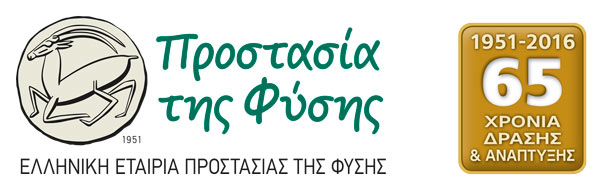 Προστασία
της Φύσης
1951
ΕΛΛΗΝΙΚΗ ΕΤΑΙΡΙΑ ΠΡΟΣΤΑΣΙΑΣ ΤΗΣ ΦΥΣΗΣ
1951-2016
65
ΧΡΟΝΙΑ
ΔΡΑΣΗΣ
& ΑΝΑΠΤΥΞΗΣ